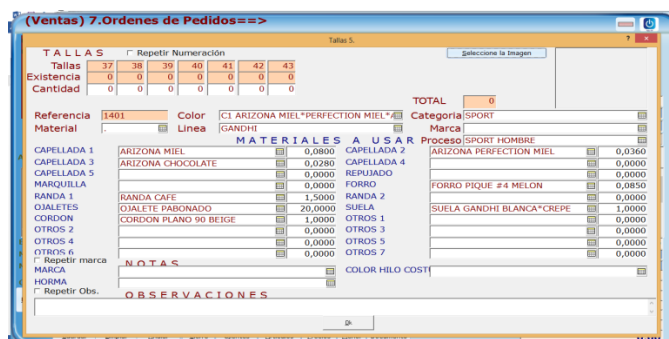 (Ventas) 7.Ordenes de Pedidos==>
Tallas 5.
TALLAS Repetir Numeración Seleccione la Imagen
Tallas 37 38 39 40 41 42 43
Existencia 0 0 0 0 0 0 0
Cantidad 0 0 0 0 0 0 0
TOTAL 0
Referencia 1401 Color C1 ARIZONA MIEL*PERFECTION MIEL*A Categoria SPORT
Material . Linea GANDHI Marca
MATERIALES A USAR Proceso SPORT HOMBRE
CAPELLADA 1 ARIZONA MIEL 0,0800 CAPELLADA 2 ARIZONA PERFECTION MIEL 0,0360
CAPELLADA 3 ARIZONA CHOCOLATE 0,0280 CAPELLADA 4 0,0000
CAPELLADA 5 0,0000 REPUJADO 0,0000
MARQUILLA 0,0000 FORRO FORRO PIQUE #4 MELON 0,0850
RANDA 1 RANDA CAFE 1,5000 RANDA 2 0,0000
OJALETES OJALETE PABONADO 20,0000 SUELA SUELA GANDHI BLANCA*CREPE 1,0000
CORDON CORDON PLANO 90 BEIGE 1,0000 OTROS 1 0,0000
OTROS 2 0,0000 OTROS 3 0,0000
OTROS 4 0,0000 OTROS 5 0,0000
OTROS 6 0,0000 OTROS 7 0,0000
Repetir marca NOTAS
MARCA COLOR HILO COSTU
HORMA
Repetir Obs. OBSERVACIONES
Ok